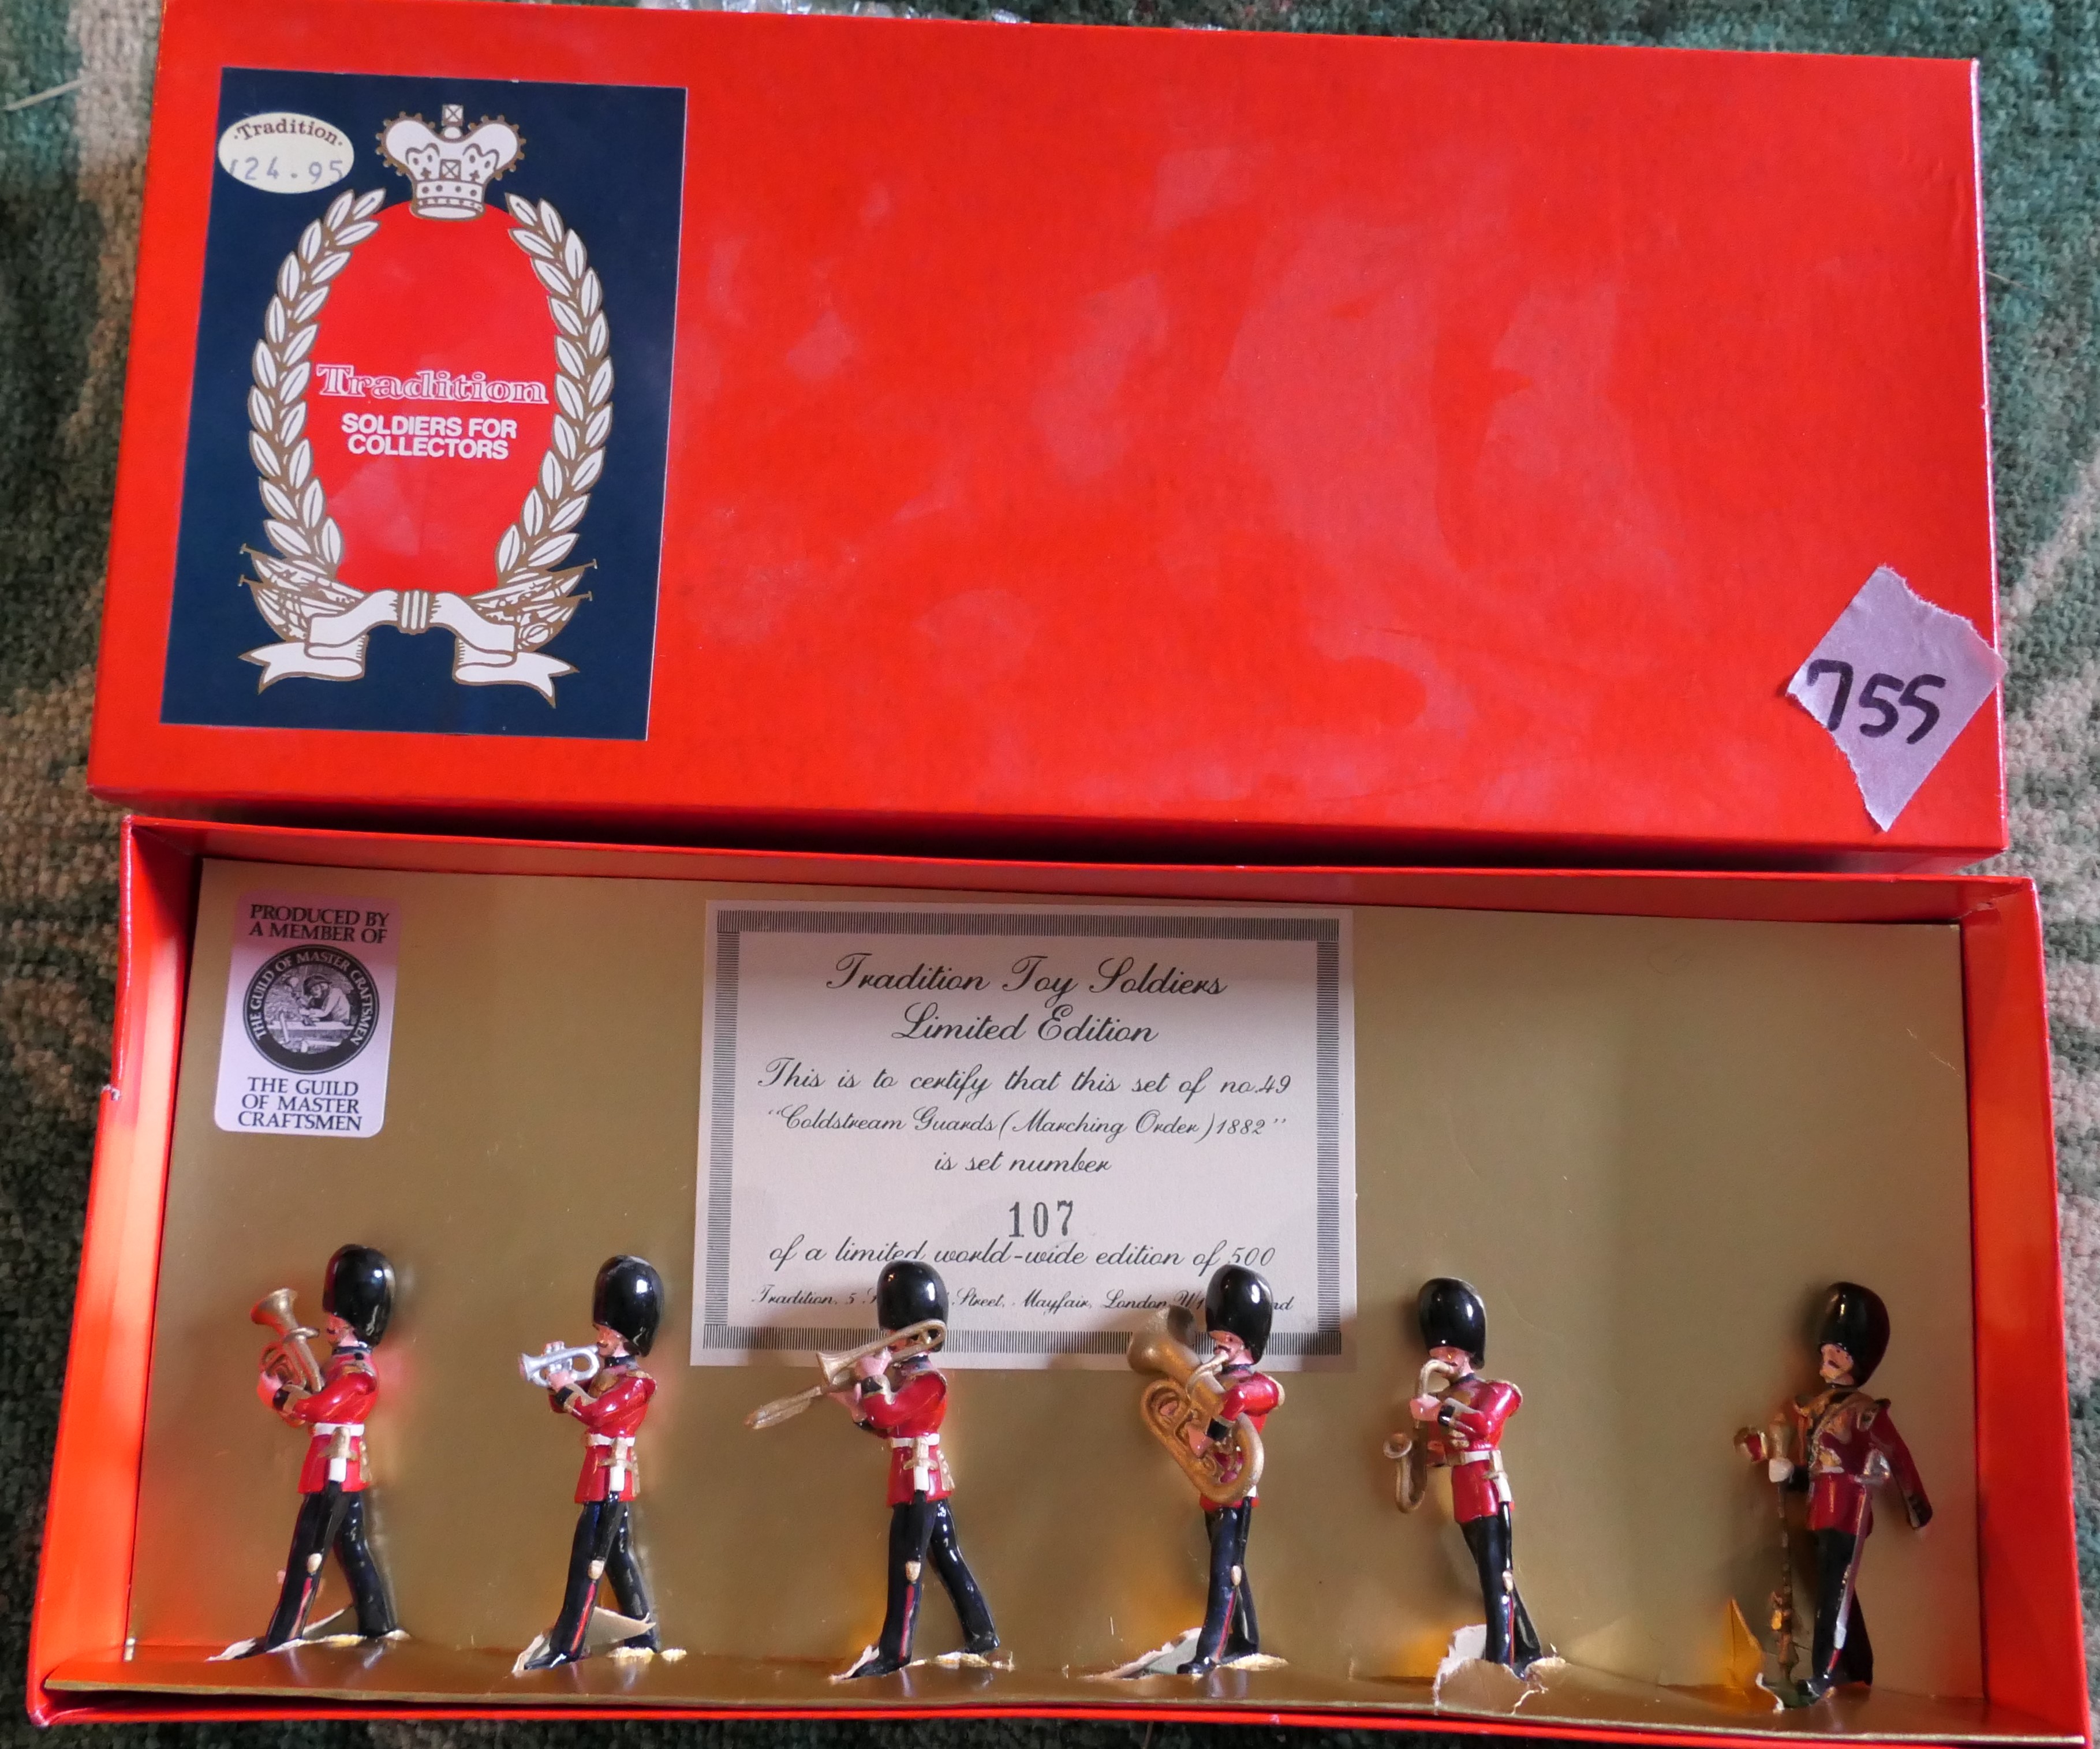 ·Tradition·
124.95
Tradition
SOLDIERS FOR
COLLECTORS
755
PRODUCED BY
A MEMBER OF
THE GUILD OF MASTER CRAFTSMEN
THE GUILD
OF MASTER
CRAFTSMEN
Tradition Toy Soldiers
Limited Edition
This is to certify that this set of no.49
"Coldstream Guards (Marching Order) 1882"
is set number
107
of a limited world-wide edition of 500
Tradition, 5 Street, Mayfair, London